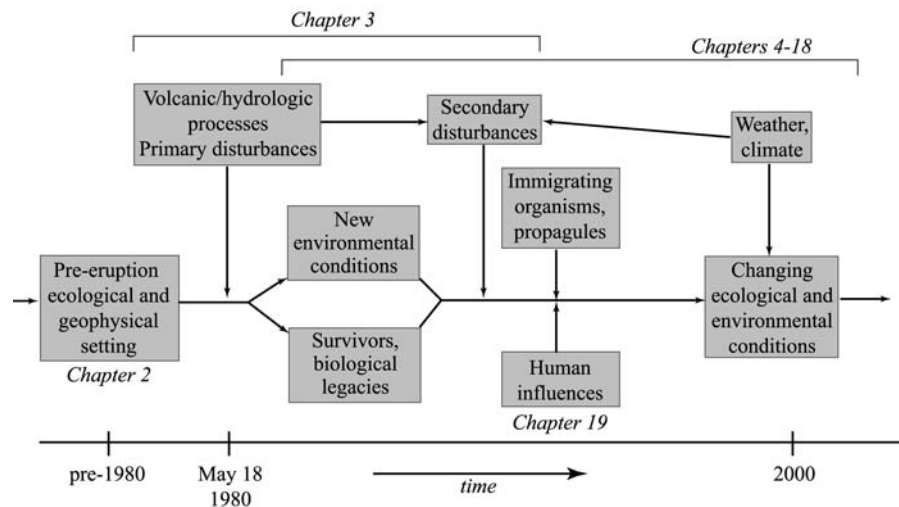 Chapter 3
Chapters 4-18
Volcanic/hydrologic
processes
Primary disturbances
Secondary
disturbances
Weather,
climate
Immigrating
organisms,
propagules
New
environmental
conditions
Pre-eruption
ecological and
geophysical
setting
Chapter 2
Survivors,
biological
legacies
Changing
ecological and
environmental
conditions
Human
influences
Chapter 19
pre-1980
May 18
1980
time
2000